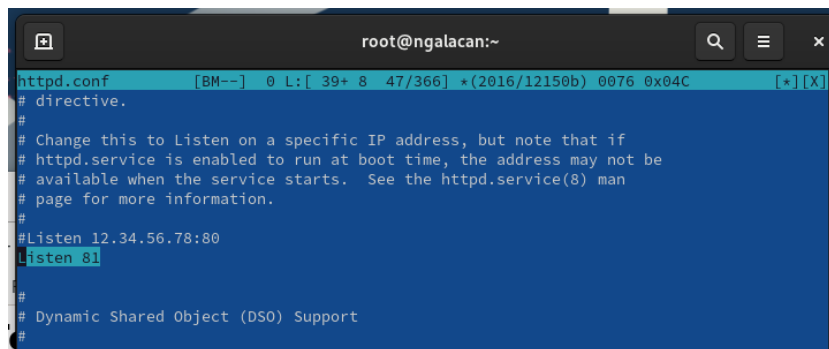 root@ngalacan:~
httpd.conf [BM--] 0 L:[ 39+ 8 47/366] *(2016/12150b) 0076 0x04C [*][X]
# directive.
#
# Change this to Listen on a specific IP address, but note that if
# httpd.service is enabled to run at boot time, the address may not be
# available when the service starts. See the httpd.service(8) man
# page for more information.
#
#Listen 12.34.56.78:80
Listen 81
#
# Dynamic Shared Object (DSO) Support
#